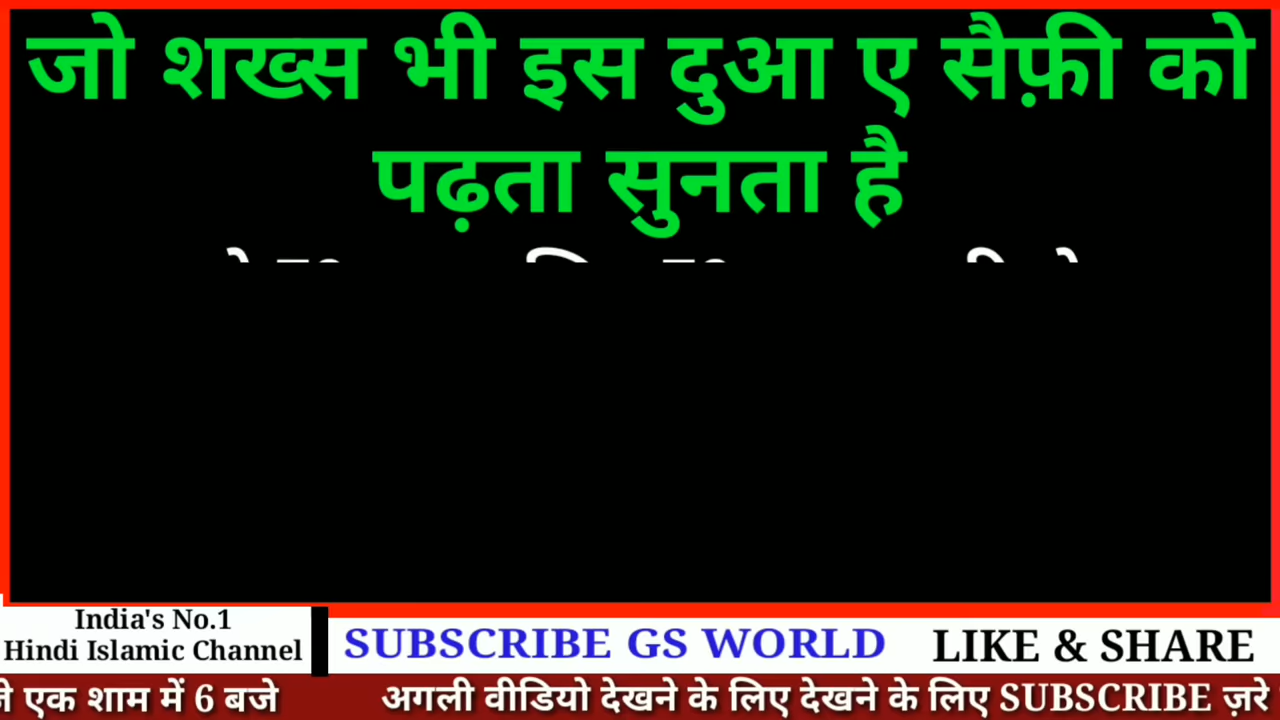 जो शख्स भी इस दुआ ए सैफ़ी को
पढ़ता सुनता है
India's No.1
Hindi Islamic Channel
SUBSCRIBE GS WORLD
LIKE & SHARE
एक शाम में 6 बजे
अगली वीडियो देखने के लिए देखने के लिए SUBSCRIBE ज़रे